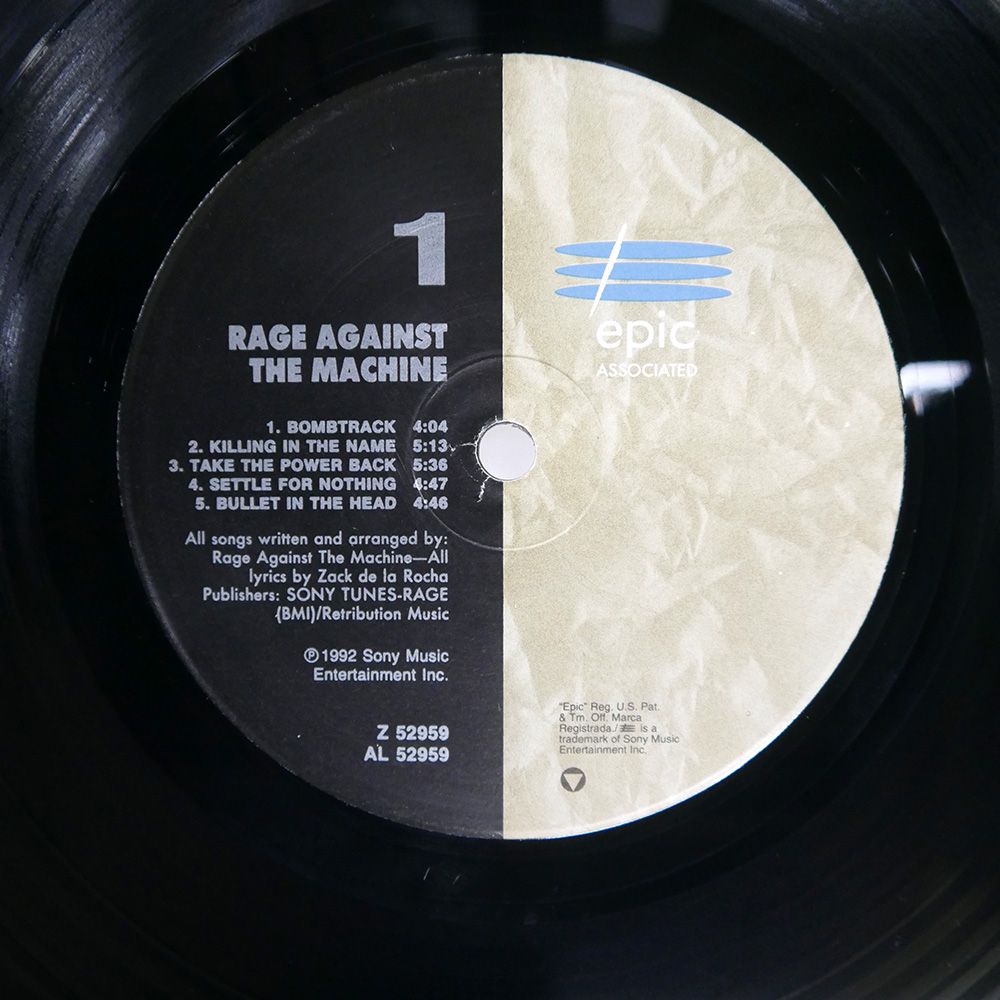 1
RAGE AGAINST
THE MACHINE
1. BOMBTRACK 4:04
2. KILLING IN THE NAME 5:13
3. TAKE THE POWER BACK 5:36
4. SETTLE FOR NOTHING 4:47
5. BULLET IN THE HEAD 4:46
All songs written and arranged by:
Rage Against The Machine—All
lyrics by Zack de la Rocha
Publishers: SONY TUNES-RAGE
(BMI)/Retribution Music
℗ 1992 Sony Music
Entertainment Inc.
Z 52959
AL 52959
epic
ASSOCIATED
"Epic" Reg. U.S. Pat.
& Tm. Off. Marca
Registrada./ is a
trademark of Sony Music
Entertainment Inc.